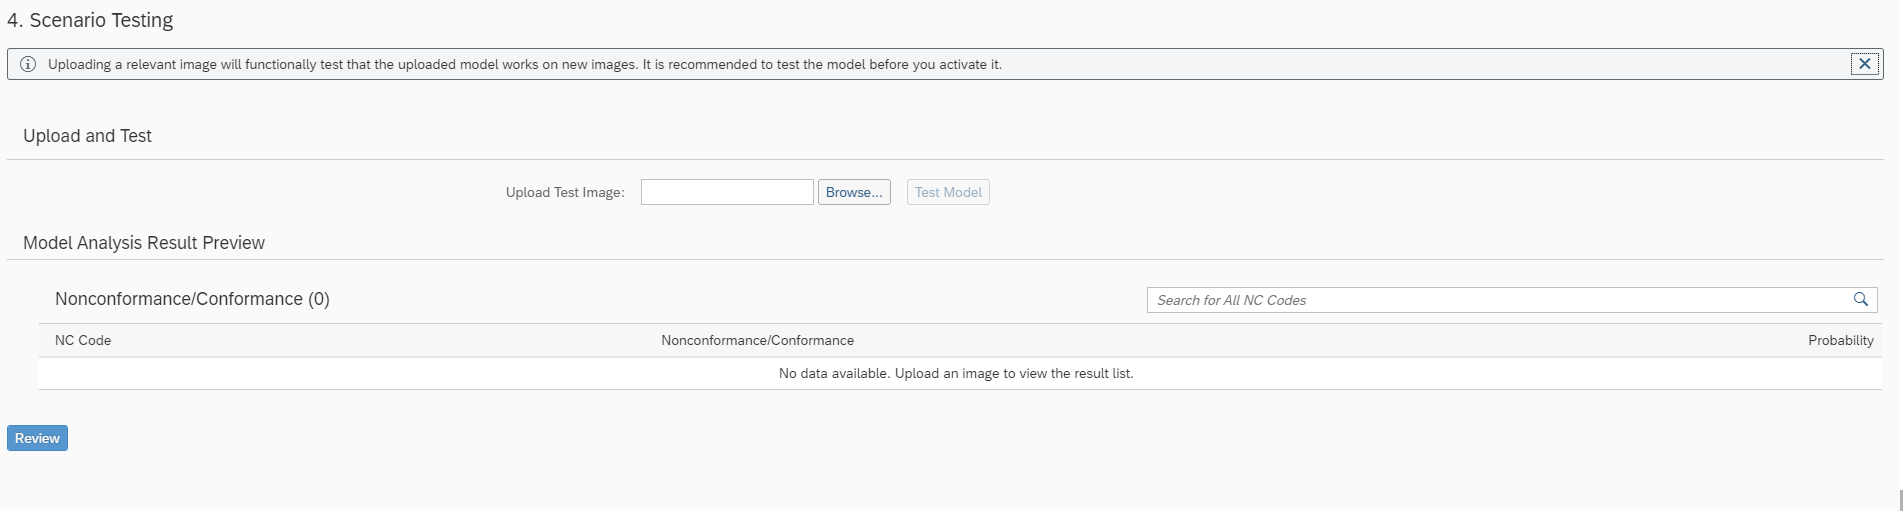 4. Scenario Testing
Uploading a relevant image will functionally test that the uploaded model works on new images. It is recommended to test the model before you activate it.
Upload and Test
Upload Test Image:
Browse...
Test Model
Model Analysis Result Preview
Nonconformance/Conformance (0)
Search for All NC Codes
NC Code
Nonconformance/Conformance
Probability
No data available. Upload an image to view the result list.
Review